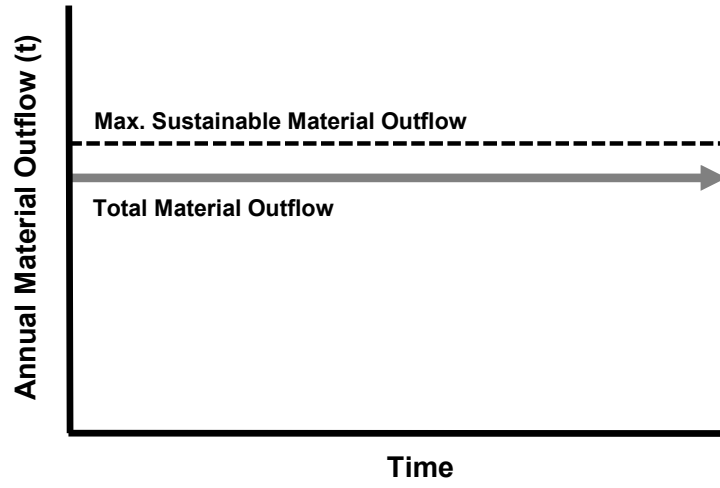 Annual Material Outflow (t)
Max. Sustainable Material Outflow
Total Material Outflow
Time